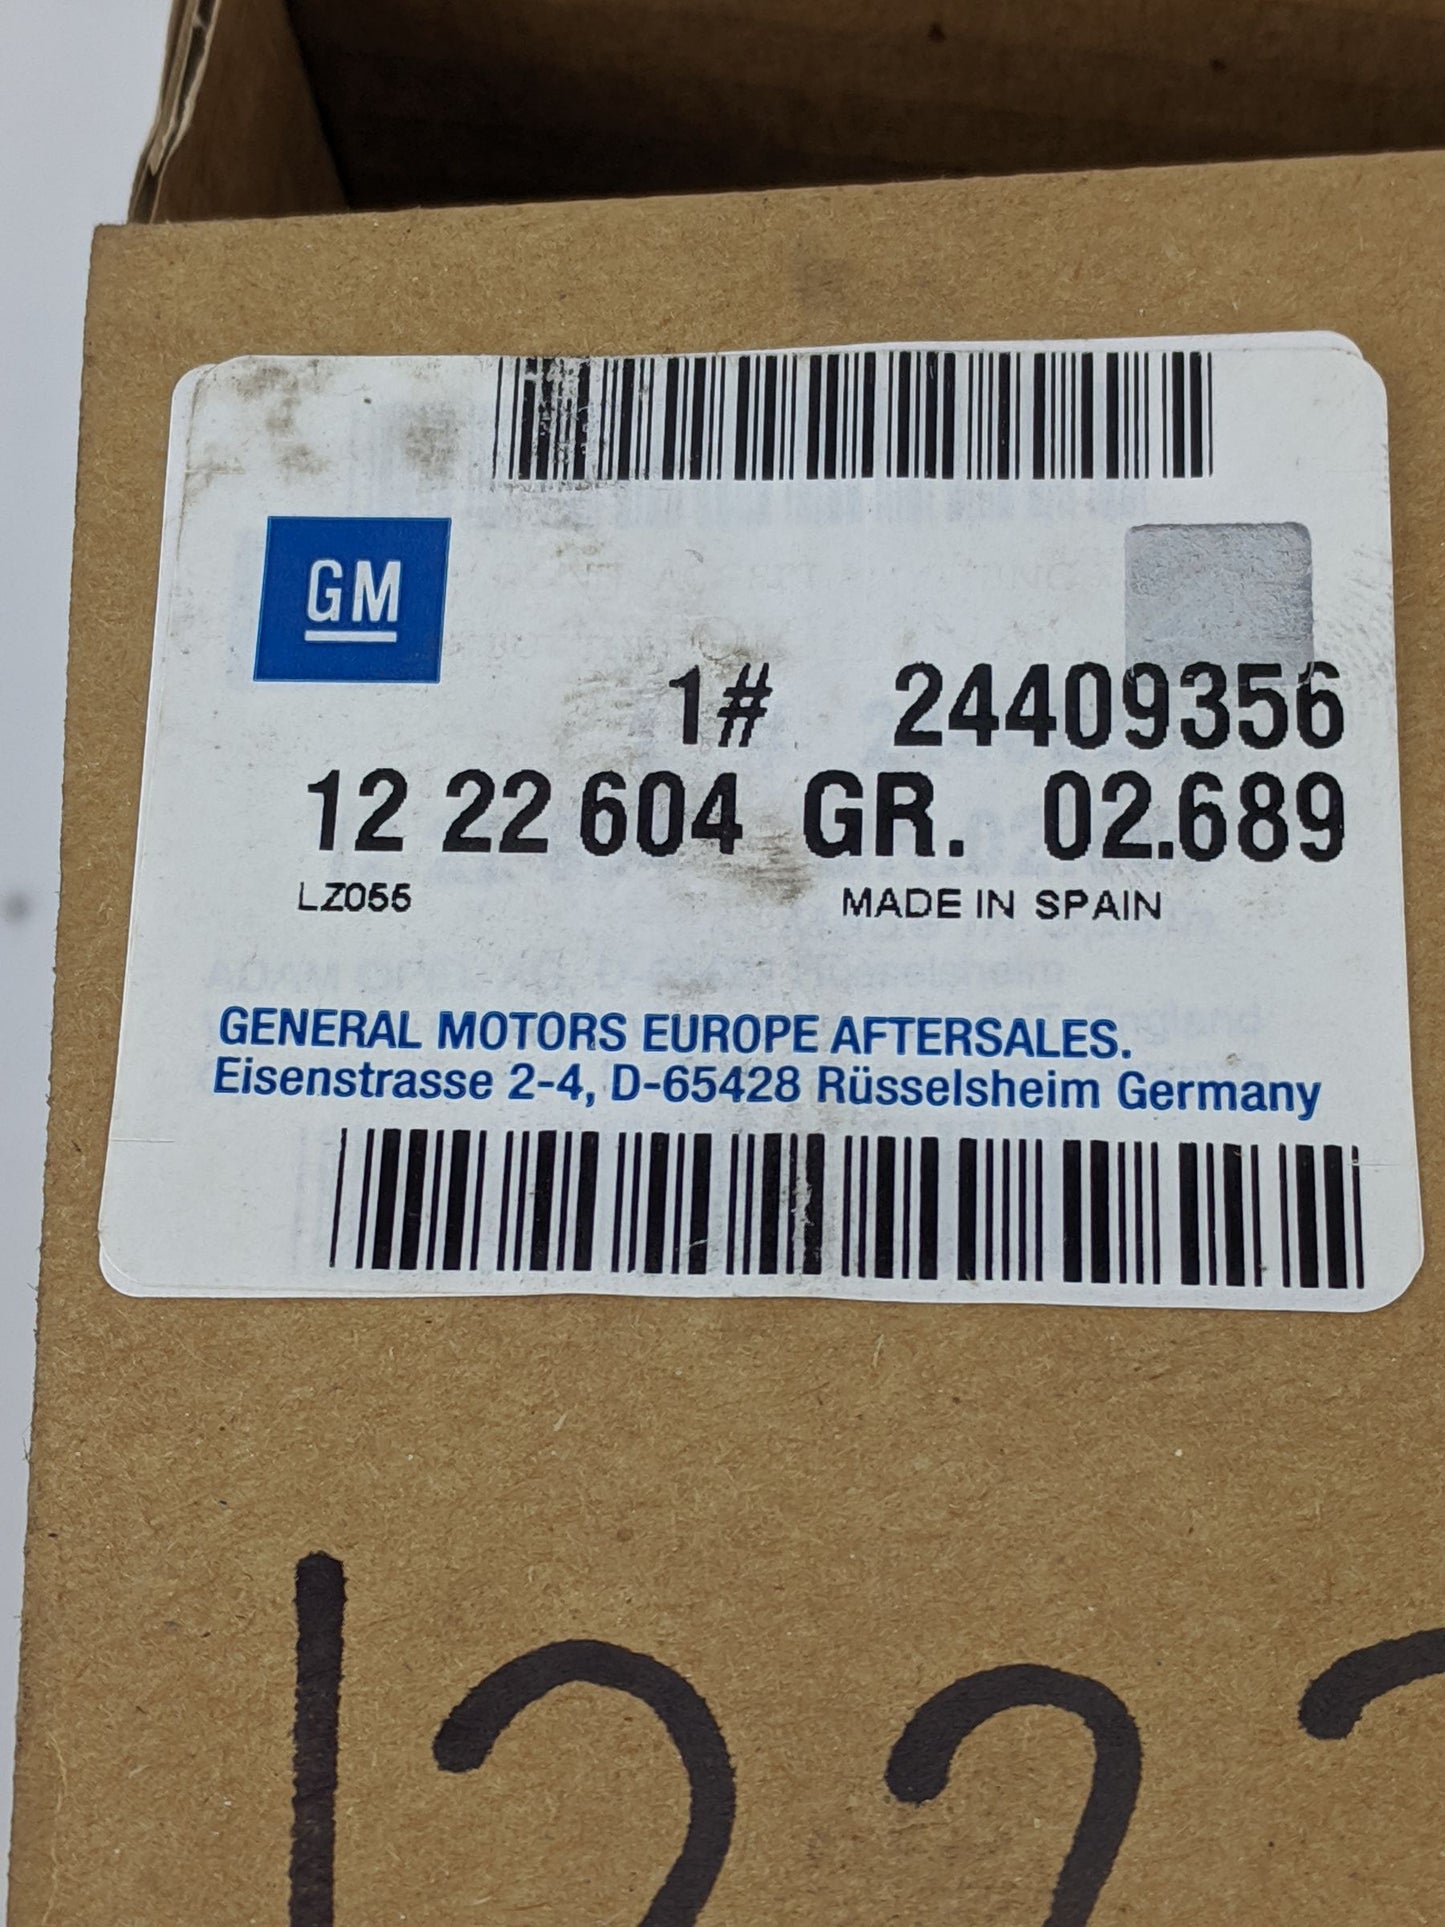 GM
1# 24409356
12 22 604 GR. 02.689
LZ055 MADE IN SPAIN
GENERAL MOTORS EUROPE AFTERSALES.
Eisenstrasse 2-4, D-65428 Rüsselsheim Germany
122